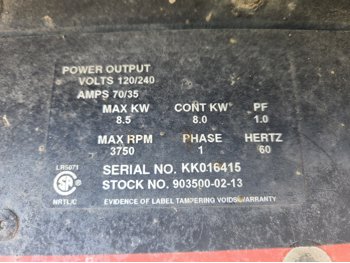 POWER OUTPUT
VOLTS 120/240
AMPS 70/35
MAX KW CONT KW PF
8.5 8.0 1.0
MAX RPM PHASE HERTZ
3750 1 60
LR5071
SERIAL NO. KK016415
STOCK NO. 903500-02-13
NRTL/C
EVIDENCE OF LABEL TAMPERING VOIDS WARRANTY